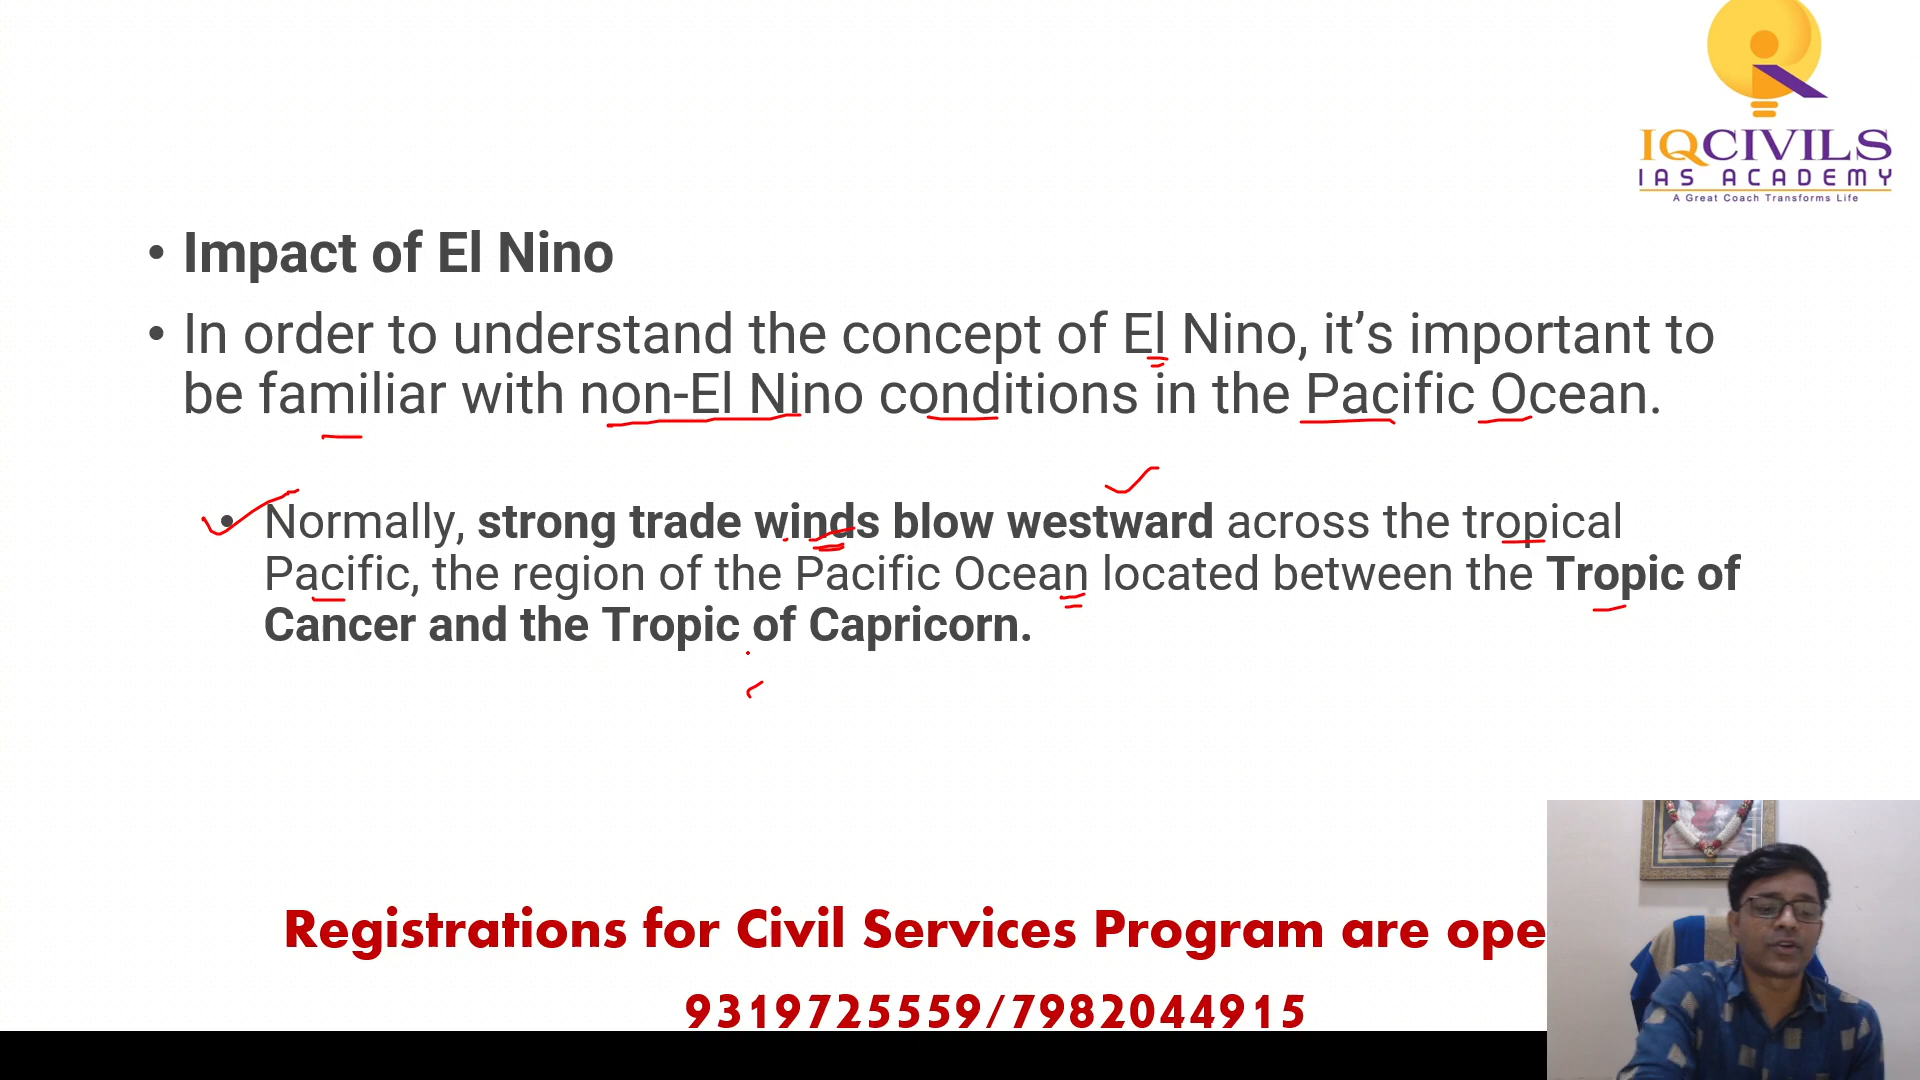 IQCIVILS
IAS ACADEMY
A Great Coach Transforms Life
• Impact of El Nino
• In order to understand the concept of El Nino, it’s important to
be familiar with non-El Nino conditions in the Pacific Ocean.
• Normally, strong trade winds blow westward across the tropical
Pacific, the region of the Pacific Ocean located between the Tropic of
Cancer and the Tropic of Capricorn.
Registrations for Civil Services Program are ope
9319725559/7982044915